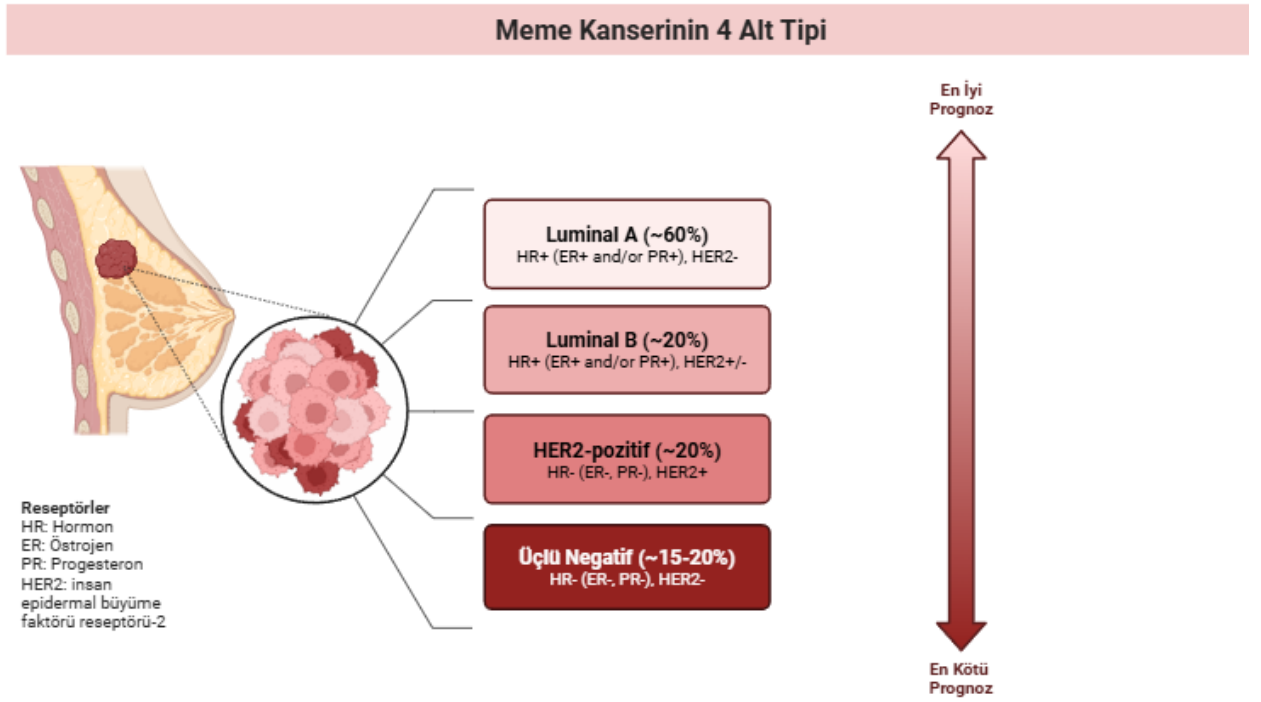 Meme Kanserinin 4 Alt Tipi
En İyi
Prognoz
Luminal A (~60%)
HR+ (ER+ and/or PR+), HER2-
Luminal B (~20%)
HR+ (ER+ and/or PR+), HER2+/-
HER2-pozitif (~20%)
HR- (ER-, PR-), HER2+
Üçlü Negatif (~15-20%)
HR- (ER-, PR-), HER2-
Reseptörler
HR: Hormon
ER: Östrojen
PR: Progesteron
HER2: insan
epidermal büyüme
faktörü reseptörü-2
En Kötü
Prognoz